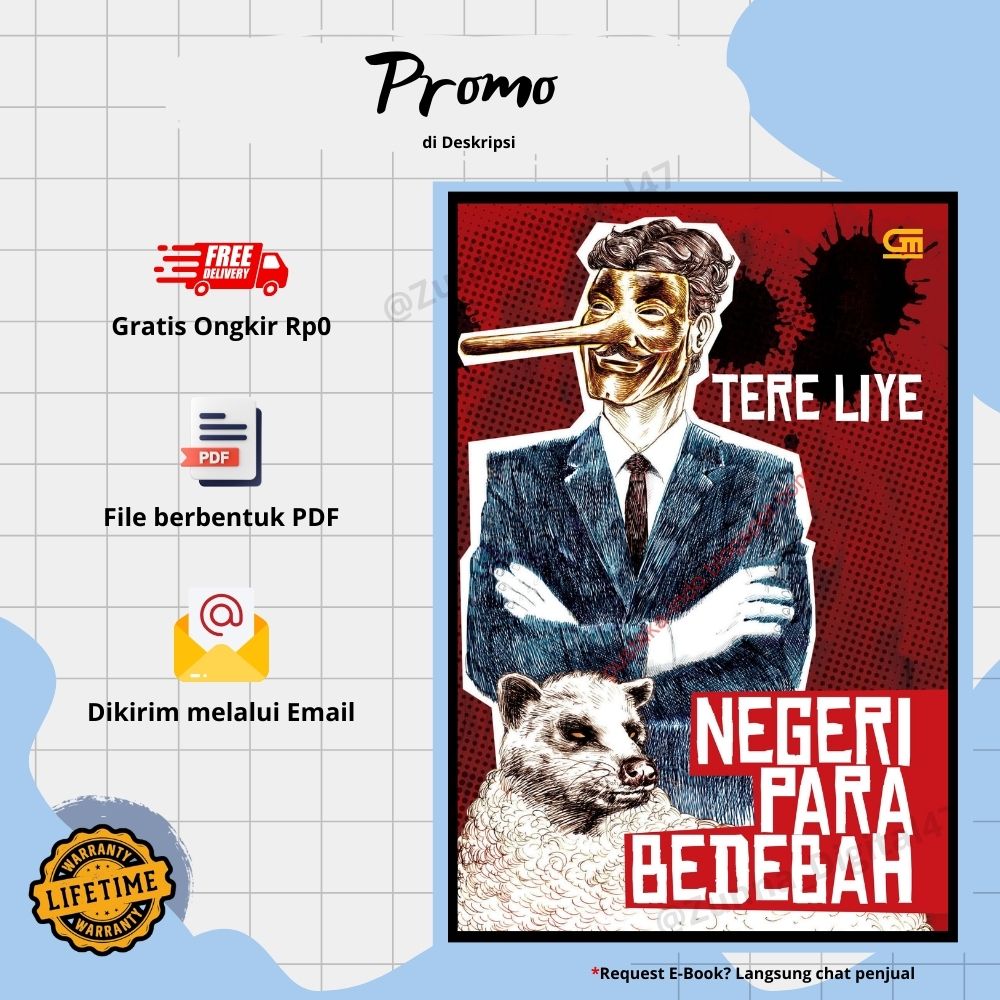 Promo
di Deskripsi
FREE
DELIVERY
Gratis Ongkir Rp0
PDF
File berbentuk PDF
@
Dikirim melalui Email
WARRANTY
LIFETIME
WARRANTY
GM
TERE LIYE
NEGERI
PARA
BEDEBAH
*Request E-Book? Langsung chat penjual